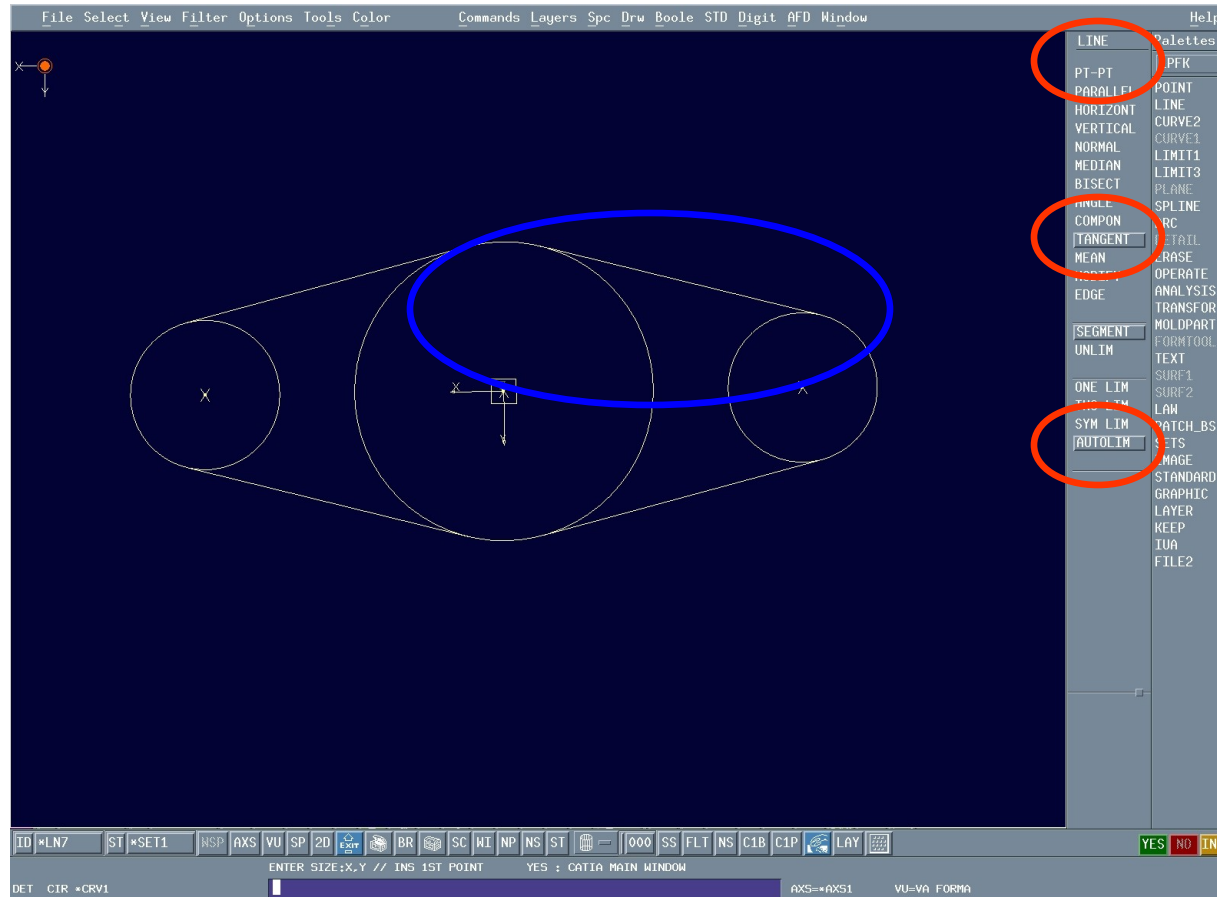 File Select View Filter Options Tools Color Commands Layers Spc Drw Boole STD Digit AFD Window Help
LINE
PT-PT
PARALLEL
HORIZONT
VERTICAL
NORMAL
MEDIAN
BISECT
ANGLE
COMPON
TANGENT
MEAN
EDGE
SEGMENT
UNLIM
ONE LIM
SYM LIM
AUTOLIM
Palettes
POINT
LINE
CURVE2
CURVE1
LIMIT1
LIMIT3
PLANE
SPLINE
DETAIL
ERASE
OPERATE
ANALYSIS
TRANSFOR
MOLDPART
FORMTOOL
TEXT
SURF1
SURF2
LAW
PATCH_BS
SETS
IMAGE
STANDARD
GRAPHIC
LAYER
KEEP
IUA
FILE2
X
Y
X
Y
ID *LN7 ST *SET1 WSP AXS VU SP 2D EXIT BR SC WI NP NS ST 000 SS FLT NS C1B C1P LAY YES NO IN
ENTER SIZE:X,Y // INS 1ST POINT YES : CATIA MAIN WINDOW
DET CIR *CRV1 AXS=*AXS1 VU=VA FORMA